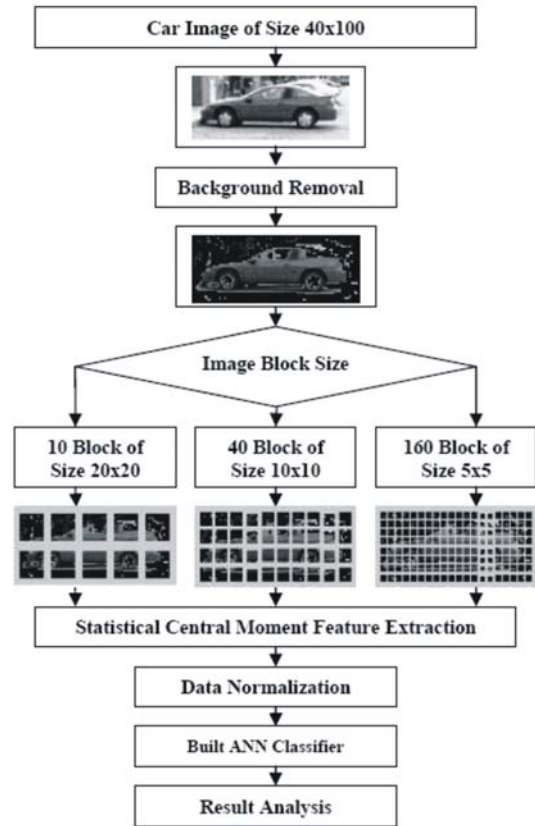 Car Image of Size 40x100
Background Removal
Image Block Size
10 Block of
Size 20x20
40 Block of
Size 10x10
160 Block of
Size 5x5
Statistical Central Moment Feature Extraction
Data Normalization
Built ANN Classifier
Result Analysis